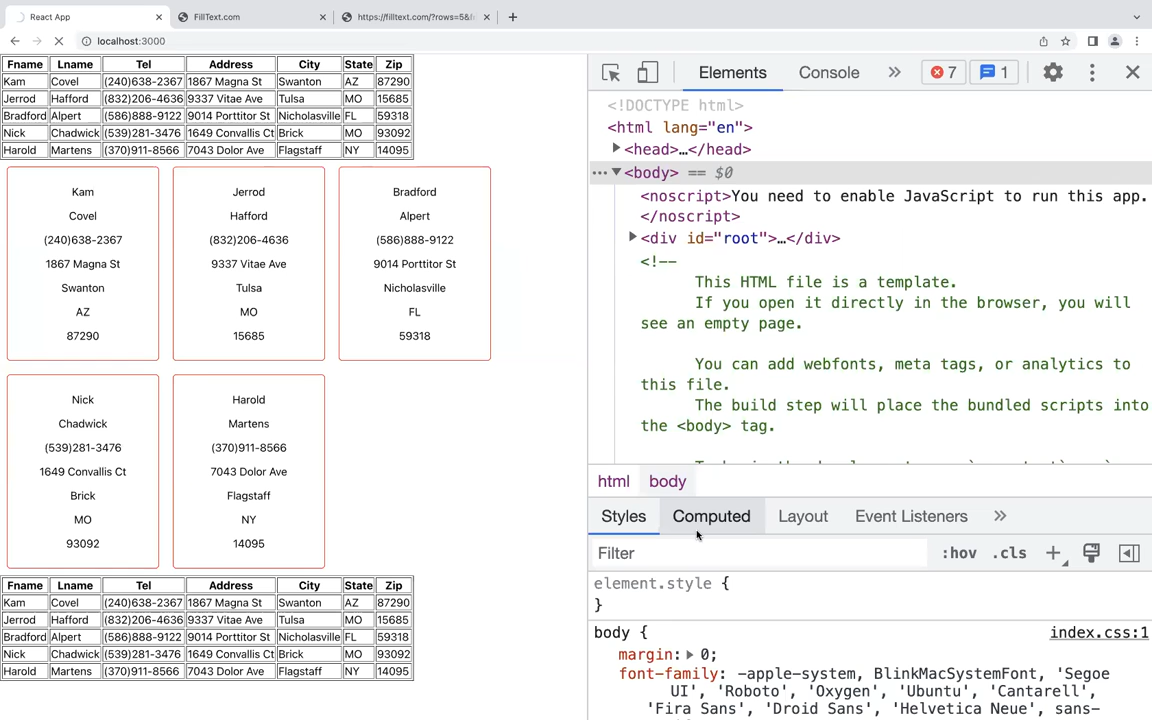 React App
FillText.com
https://filltext.com/?rows=5&
localhost:3000
Fname Lname Tel Address City State Zip
Kam Covel (240)638-2367 1867 Magna St Swanton AZ 87290
Jerrod Hafford (832)206-4636 9337 Vitae Ave Tulsa MO 15685
Bradford Alpert (586)888-9122 9014 Porttitor St Nicholasville FL 59318
Nick Chadwick (539)281-3476 1649 Convallis Ct Brick MO 93092
Harold Martens (370)911-8566 7043 Dolor Ave Flagstaff NY 14095
Kam
Covel
(240)638-2367
1867 Magna St
Swanton
AZ
87290
Jerrod
Hafford
(832)206-4636
9337 Vitae Ave
Tulsa
MO
15685
Bradford
Alpert
(586)888-9122
9014 Porttitor St
Nicholasville
FL
59318
Nick
Chadwick
(539)281-3476
1649 Convallis Ct
Brick
MO
93092
Harold
Martens
(370)911-8566
7043 Dolor Ave
Flagstaff
NY
14095
Fname Lname Tel Address City State Zip
Kam Covel (240)638-2367 1867 Magna St Swanton AZ 87290
Jerrod Hafford (832)206-4636 9337 Vitae Ave Tulsa MO 15685
Bradford Alpert (586)888-9122 9014 Porttitor St Nicholasville FL 59318
Nick Chadwick (539)281-3476 1649 Convallis Ct Brick MO 93092
Harold Martens (370)911-8566 7043 Dolor Ave Flagstaff NY 14095
Elements Console » 7 1
<!DOCTYPE html>
<html lang="en">
<head>…</head>
<body> == $0
<noscript>You need to enable JavaScript to run this app.
</noscript>
<div id="root">…</div>
<!--
This HTML file is a template.
If you open it directly in the browser, you will
see an empty page.
You can add webfonts, meta tags, or analytics to
this file.
The build step will place the bundled scripts into
the <body> tag.
html body
Styles Computed Layout Event Listeners »
Filter :hov .cls +
element.style {
}
body { index.css:1
margin: 0;
font-family: -apple-system, BlinkMacSystemFont, 'Segoe
UI', 'Roboto', 'Oxygen', 'Ubuntu', 'Cantarell',
'Fira Sans', 'Droid Sans', 'Helvetica Neue', sans-